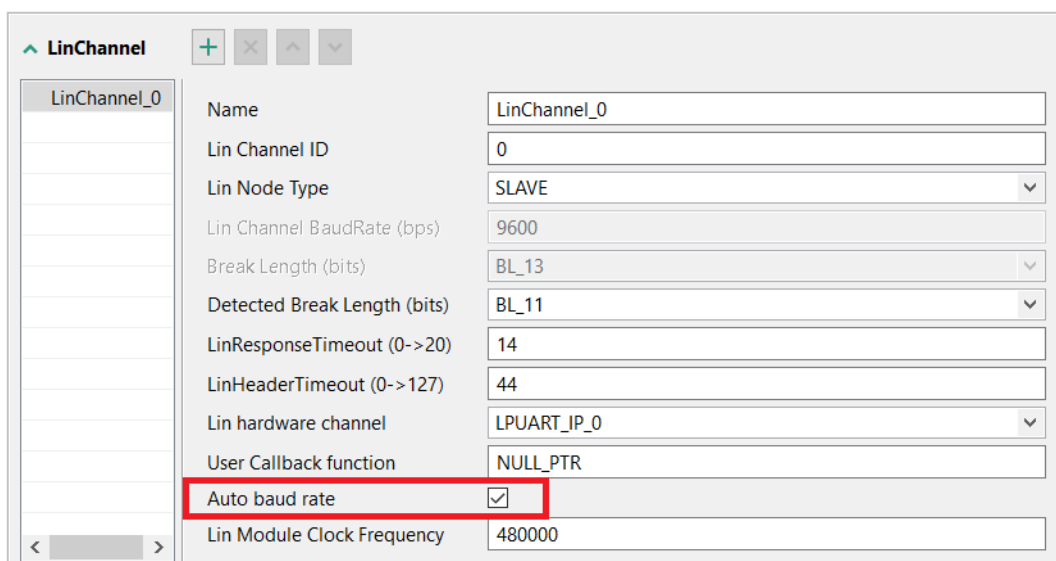 LinChannel
LinChannel_0
Name LinChannel_0
Lin Channel ID 0
Lin Node Type SLAVE
Lin Channel BaudRate (bps) 9600
Break Length (bits) BL_13
Detected Break Length (bits) BL_11
LinResponseTimeout (0->20) 14
LinHeaderTimeout (0->127) 44
Lin hardware channel LPUART_IP_0
User Callback function NULL_PTR
Auto baud rate
Lin Module Clock Frequency 480000